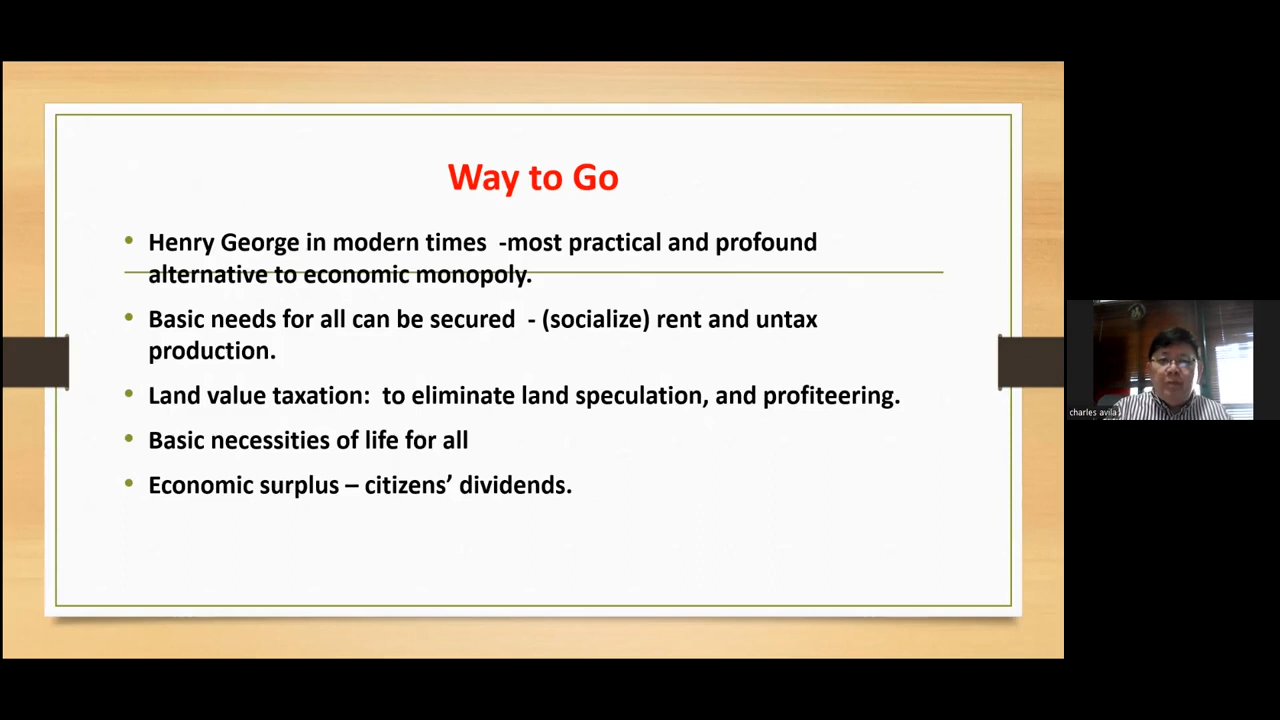 Way to Go
• Henry George in modern times -most practical and profound
alternative to economic monopoly.
• Basic needs for all can be secured - (socialize) rent and untax
production.
• Land value taxation: to eliminate land speculation, and profiteering.
• Basic necessities of life for all
• Economic surplus – citizens’ dividends.
charles avila